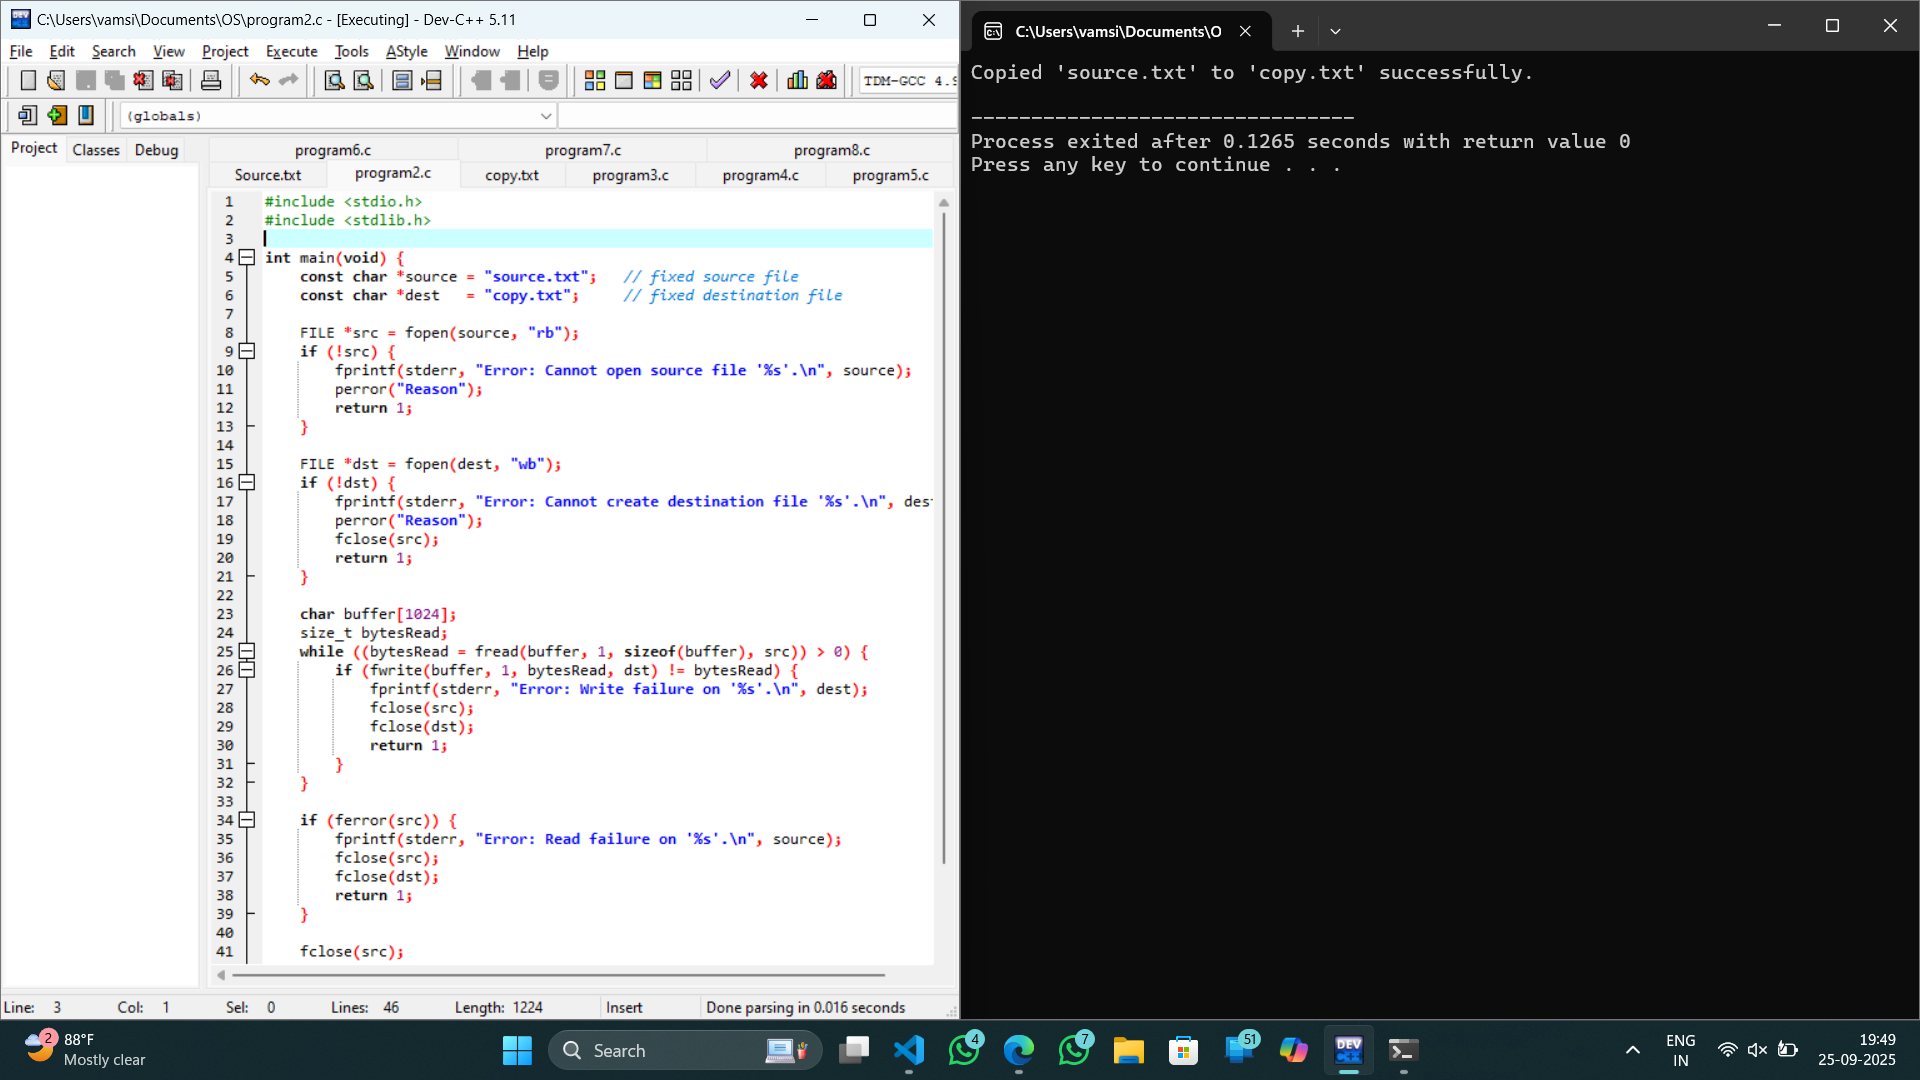 C:\Users\vamsi\Documents\OS\program2.c - [Executing] - Dev-C++ 5.11
File Edit Search View Project Execute Tools AStyle Window Help
TDM-GCC 4.9
(globals)
Project Classes Debug
program6.c program7.c program8.c
Source.txt program2.c copy.txt program3.c program4.c program5.c
1 #include <stdio.h>
2 #include <stdlib.h>
3
4 int main(void) {
5     const char *source = "source.txt";   // fixed source file
6     const char *dest   = "copy.txt";     // fixed destination file
7
8     FILE *src = fopen(source, "rb");
9     if (!src) {
10         fprintf(stderr, "Error: Cannot open source file '%s'.\n", source);
11         perror("Reason");
12         return 1;
13     }
14
15     FILE *dst = fopen(dest, "wb");
16     if (!dst) {
17         fprintf(stderr, "Error: Cannot create destination file '%s'.\n", dest
18         perror("Reason");
19         fclose(src);
20         return 1;
21     }
22
23     char buffer[1024];
24     size_t bytesRead;
25     while ((bytesRead = fread(buffer, 1, sizeof(buffer), src)) > 0) {
26         if (fwrite(buffer, 1, bytesRead, dst) != bytesRead) {
27             fprintf(stderr, "Error: Write failure on '%s'.\n", dest);
28             fclose(src);
29             fclose(dst);
30             return 1;
31         }
32     }
33
34     if (ferror(src)) {
35         fprintf(stderr, "Error: Read failure on '%s'.\n", source);
36         fclose(src);
37         fclose(dst);
38         return 1;
39     }
40
41     fclose(src);
Line: 3 Col: 1 Sel: 0 Lines: 46 Length: 1224 Insert Done parsing in 0.016 seconds
C:\Users\vamsi\Documents\O
Copied 'source.txt' to 'copy.txt' successfully.
--------------------------------
Process exited after 0.1265 seconds with return value 0
Press any key to continue . . .
2
88°F
Mostly clear
Search
4
7
51
DEV
C++
ENG
IN
19:49
25-09-2025